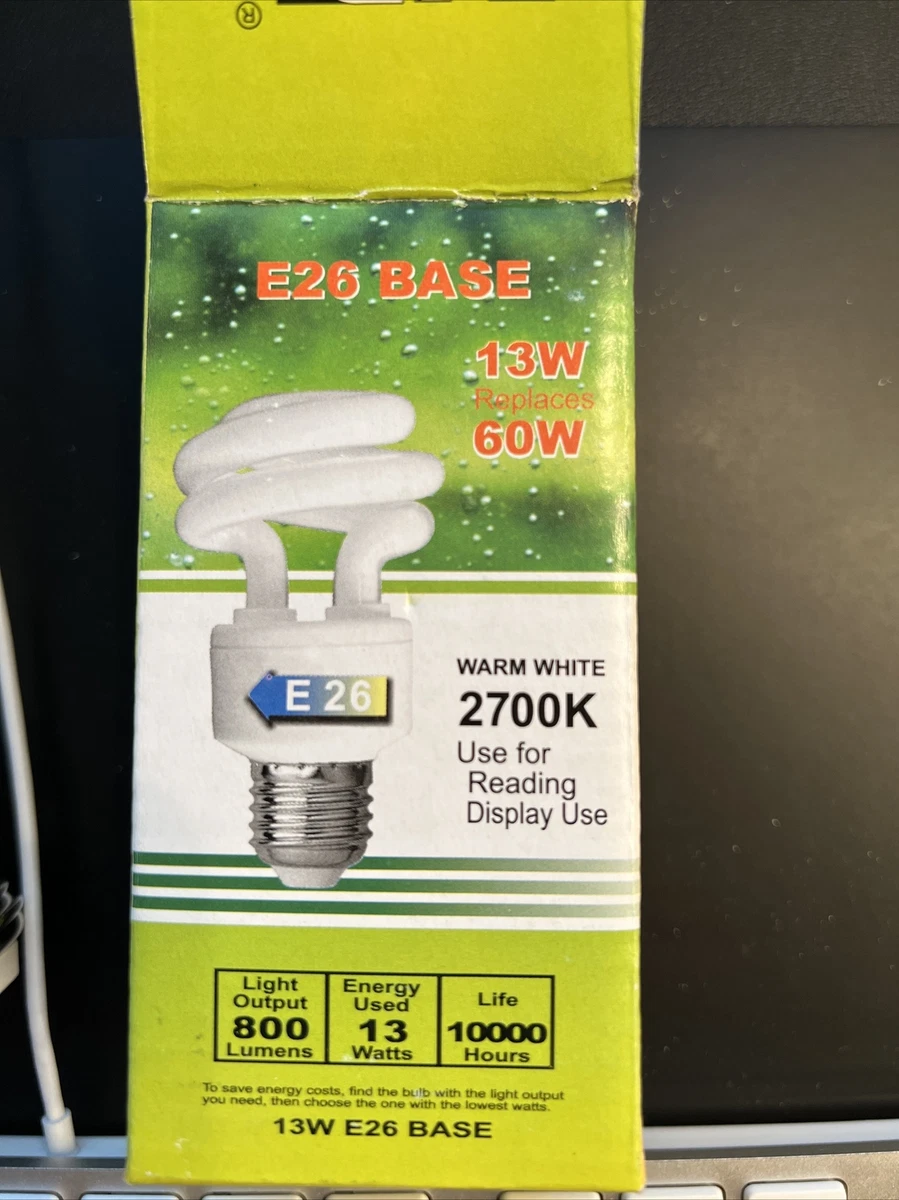 ®
E26 BASE
13W
Replaces
60W
E 26
WARM WHITE
2700K
Use for
Reading
Display Use
Light
Output
800
Lumens
Energy
Used
13
Watts
Life
10000
Hours
To save energy costs, find the bulb with the light output
you need, then choose the one with the lowest watts.
13W E26 BASE